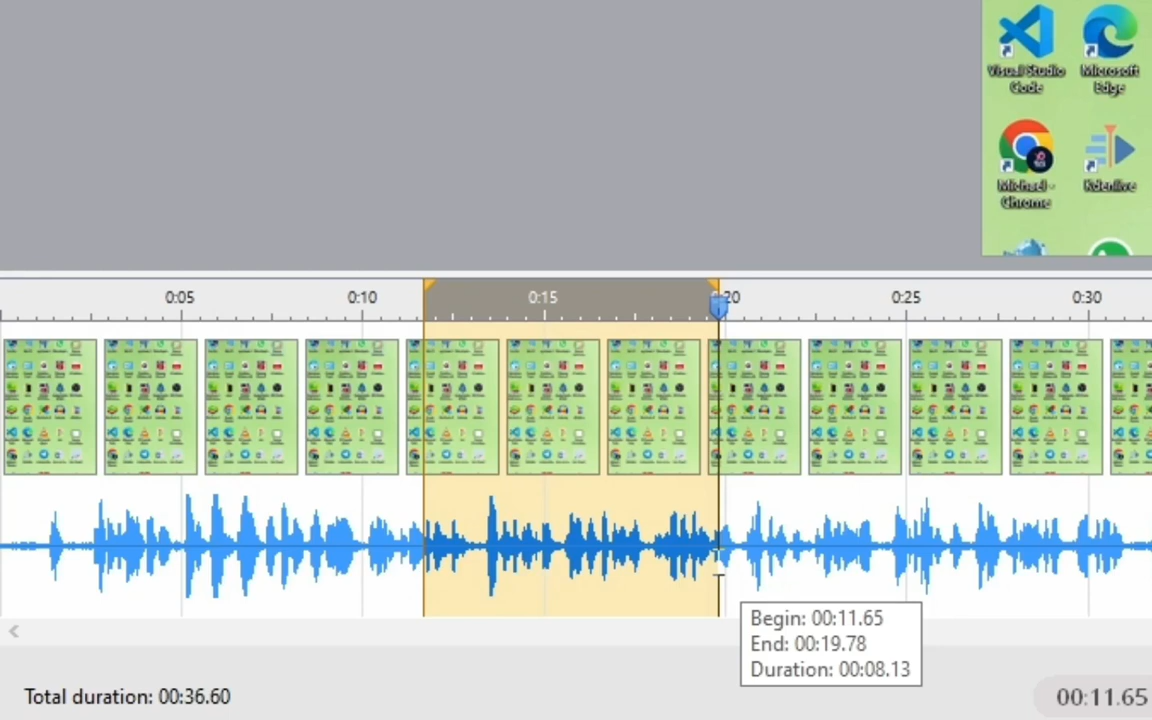 Visual Studio
Code
Microsoft
Edge
Michael -
Chrome
Kdenlive
0:05
0:10
0:15
20
0:25
0:30
Begin: 00:11.65
End: 00:19.78
Duration: 00:08.13
Total duration: 00:36.60
00:11.65